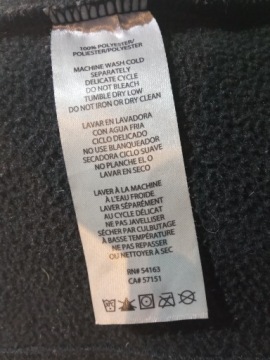 100% POLYESTER/
POLIESTER/POLYESTER
MACHINE WASH COLD
SEPARATELY
DELICATE CYCLE
DO NOT BLEACH
TUMBLE DRY LOW
DO NOT IRON OR DRY CLEAN
LAVAR EN LAVADORA
CON AGUA FRIA
CICLO DELICADO
NO USE BLANQUEADOR
SECADORA CICLO SUAVE
NO PLANCHE EL O
LAVAR EN SECO
LAVER À LA MACHINE
À L'EAU FROIDE
LAVER SÉPARÉMENT
AU CYCLE DÉLICAT
NE PAS JAVELLISER
SÉCHER PAR CULBUTAGE
À BASSE TEMPÉRATURE
NE PAS REPASSER
OU NETTOYER À SEC
RN# 54163
CA# 57151